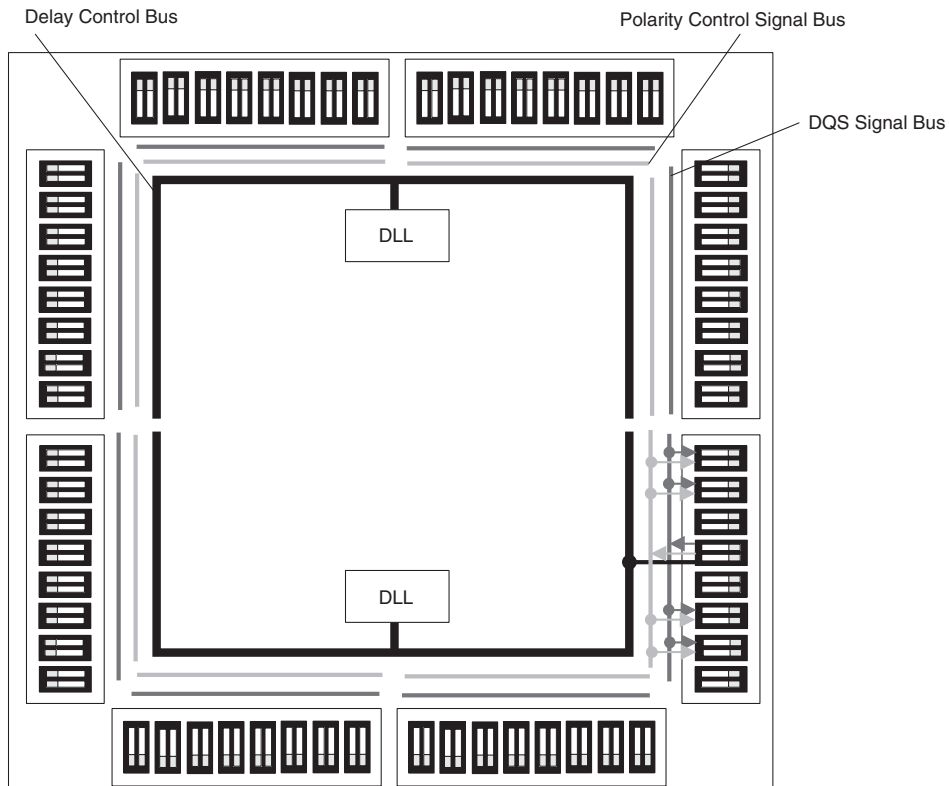 Delay Control Bus
Polarity Control Signal Bus
DQS Signal Bus
DLL
DLL